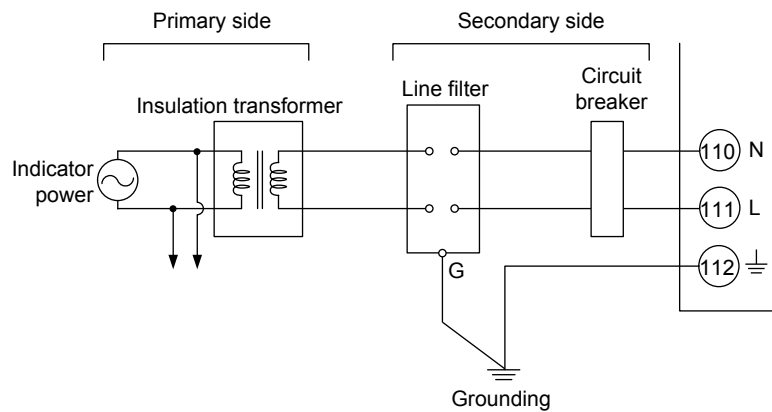 Primary side
Secondary side
Insulation transformer
Line filter
Circuit
breaker
Indicator
power
110 N
111 L
112
G
Grounding